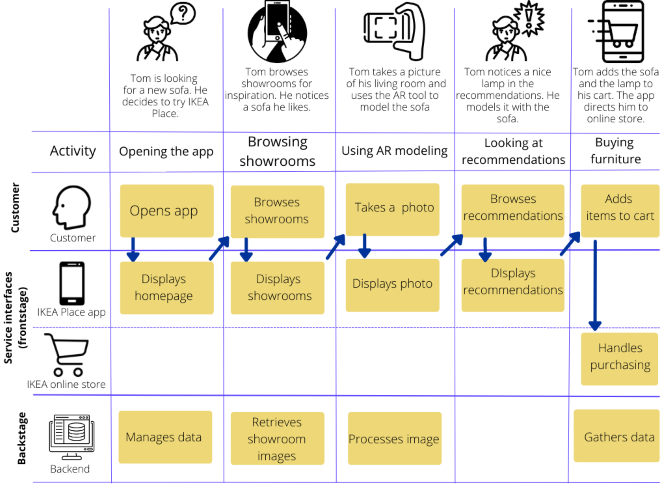 Tom is looking
for a new sofa. He
decides to try IKEA
Place.
Tom browses
showrooms for
inspiration. He notices
a sofa he likes.
Tom takes a picture
of his living room and
uses the AR tool to
model the sofa
Tom notices a nice
lamp in the
recommendations. He
models it with the
sofa.
Tom adds the sofa
and the lamp to
his cart. The app
directs him to
online store.
Activity
Opening the app
Browsing
showrooms
Using AR modeling
Looking at
recommendations
Buying
furniture
Customer
Customer
Opens app
Browses
showrooms
Takes a photo
Browses
recommendations
Adds
items to cart
Service interfaces
(frontstage)
IKEA Place app
Displays
homepage
Displays
showrooms
Displays photo
Displays
recommendations
IKEA online store
Handles
purchasing
Backstage
Backend
Manages data
Retrieves
showroom
images
Processes image
Gathers data